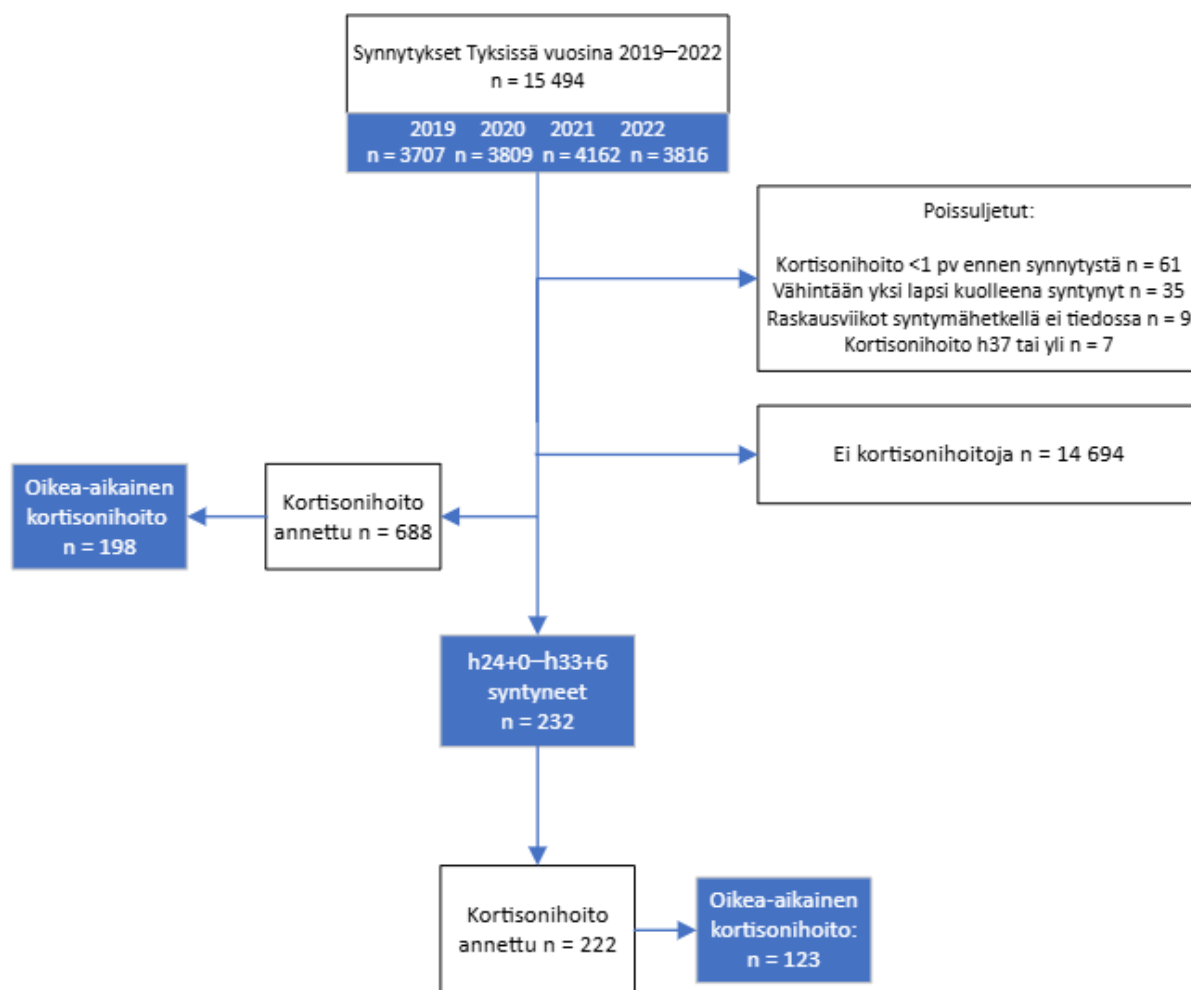 Synnytykset Tyksissä vuosina 2019–2022
n = 15 494
2019 2020 2021 2022
n = 3707 n = 3809 n = 4162 n = 3816
Poissuljetut:
Kortisonihoito <1 pv ennen synnytystä n = 61
Vähintään yksi lapsi kuolleena syntynyt n = 35
Raskausviikot syntymähetkellä ei tiedossa n = 9
Kortisonihoito h37 tai yli n = 7
Ei kortisonihoitoja n = 14 694
Kortisonihoito
annettu n = 688
Oikea-aikainen
kortisonihoito
n = 198
h24+0–h33+6
syntyneet
n = 232
Kortisonihoito
annettu n = 222
Oikea-aikainen
kortisonihoito:
n = 123